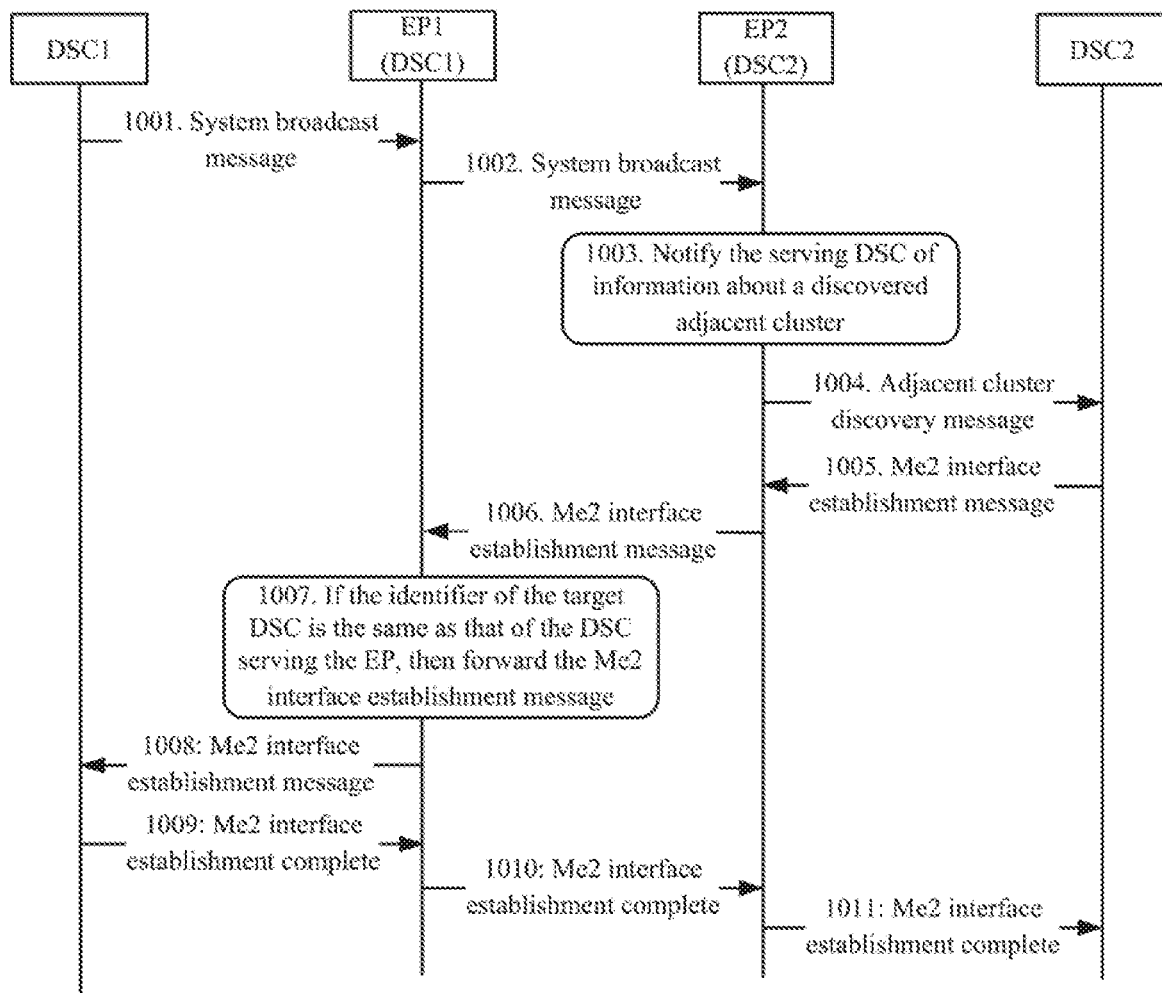 DSC1
EP1
(DSC1)
EP2
(DSC2)
DSC2
1001. System broadcast
message
1002. System broadcast
message
1003. Notify the serving DSC of
information about a discovered
adjacent cluster
1004. Adjacent cluster
discovery message
1005. Me2 interface
establishment message
1006. Me2 interface
establishment message
1007. If the identifier of the target
DSC is the same as that of the DSC
serving the EP, then forward the Me2
interface establishment message
1008: Me2 interface
establishment message
1009: Me2 interface
establishment complete
1010: Me2 interface
establishment complete
1011: Me2 interface
establishment complete